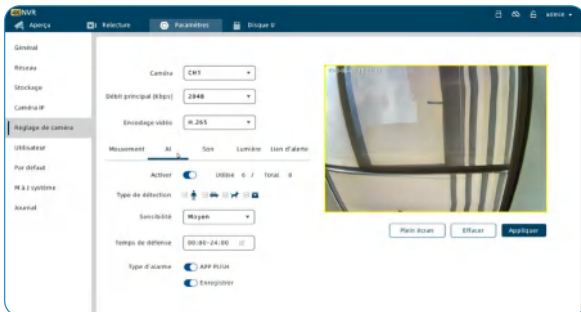 4KNVR
admin
Aperçu Relecture Paramètres Disque U
Général
Réseau
Stockage
Caméra IP
Réglage de caméra
Utilisateur
Par défaut
M à J système
Journal
Caméra CH1
Débit principal (Kbps) 2048
Encodage vidéo H.265
Mouvement AI Son Lumière Lien d'alerte
Activer Utilisé 6 / Total 8
Type de détection
Sensibilité Moyen
Temps de défense 00:00-24:00
Type d'alarme APP PUSH
Enregistrer
Plein écran Effacer Appliquer